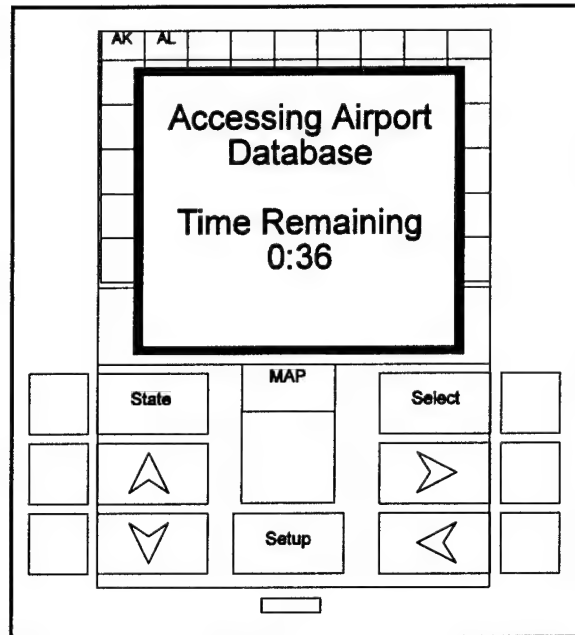 AK AL
Accessing Airport
Database
Time Remaining
0:36
MAP
State
Select
Setup